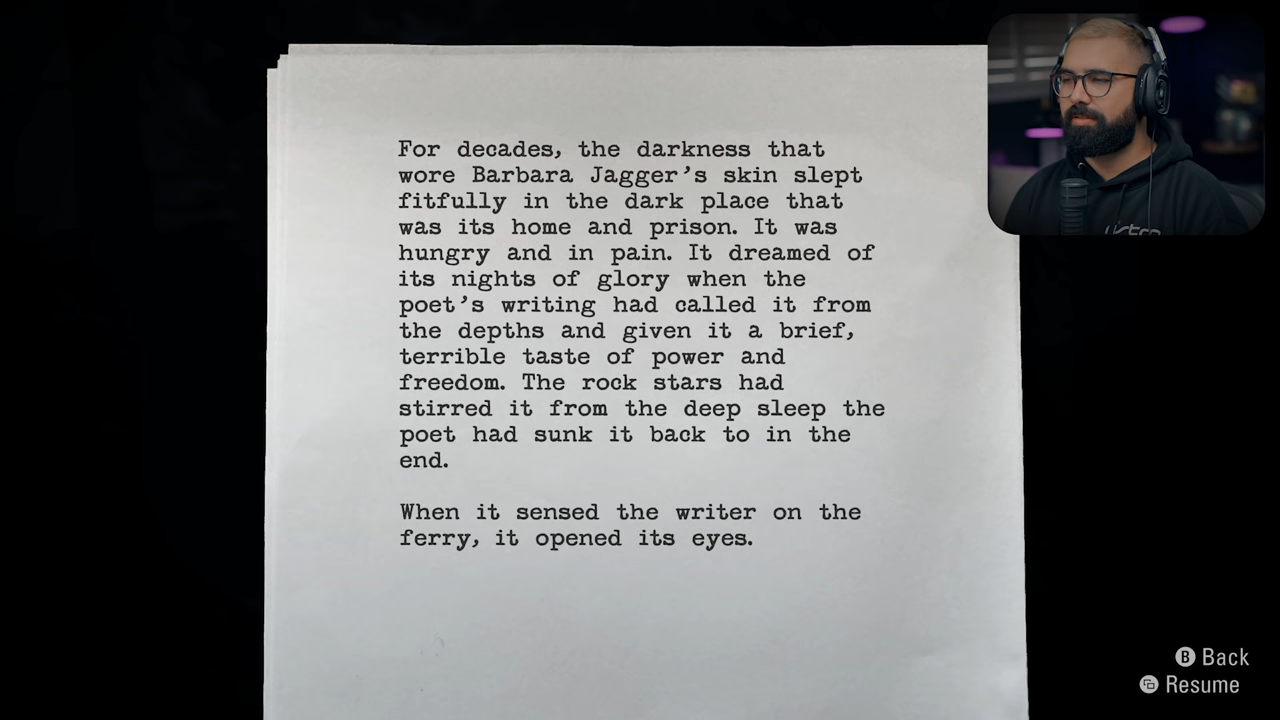 For decades, the darkness that
wore Barbara Jagger's skin slept
fitfully in the dark place that
was its home and prison. It was
hungry and in pain. It dreamed of
its nights of glory when the
poet's writing had called it from
the depths and given it a brief,
terrible taste of power and
freedom. The rock stars had
stirred it from the deep sleep the
poet had sunk it back to in the
end.
When it sensed the writer on the
ferry, it opened its eyes.
B Back
Resume